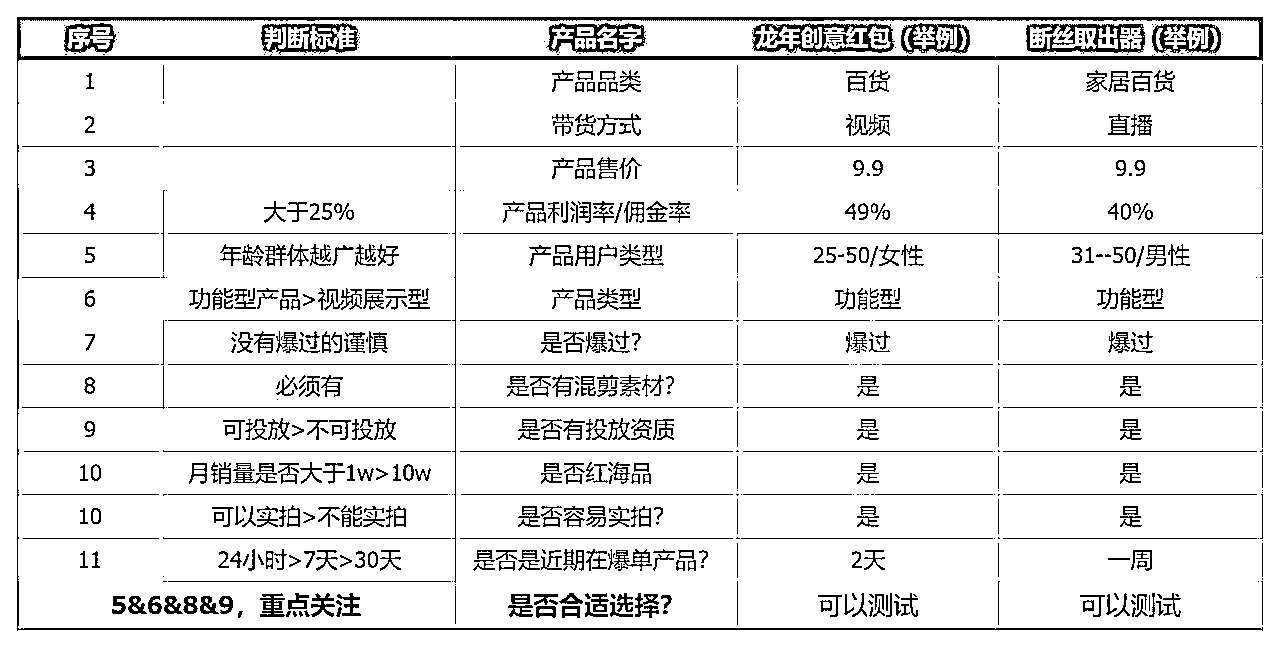 序号 判断标准 产品名字 龙年创意红包（举例） 断丝取出器（举例）
1 产品品类 百货 家居百货
2 带货方式 视频 直播
3 产品售价 9.9 9.9
4 大于25% 产品利润率/佣金率 49% 40%
5 年龄群体越广越好 产品用户类型 25-50/女性 31--50/男性
6 功能型产品>视频展示型 产品类型 功能型 功能型
7 没有爆过的谨慎 是否爆过? 爆过 爆过
8 必须有 是否有混剪素材? 是 是
9 可投放>不可投放 是否有投放资质 是 是
10 月销量是否大于1w>10w 是否红海品 是 是
10 可以实拍>不能实拍 是否容易实拍? 是 是
11 24小时>7天>30天 是否是近期在爆单产品? 2天 一周
5&6&8&9，重点关注 是否合适选择? 可以测试 可以测试